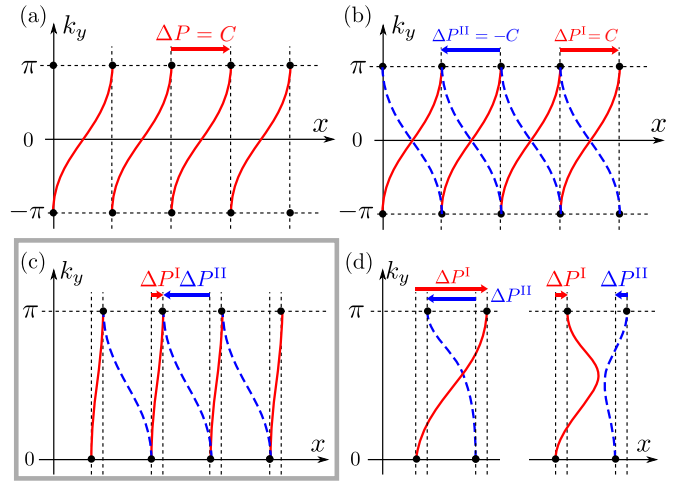 (a) k_y ΔP = C
π
0 x
−π
(b) k_y ΔP^II = −C ΔP^I = C
π
0 x
−π
(c) k_y ΔP^I ΔP^II
π
0 x
(d) k_y ΔP^I ΔP^II ΔP^I ΔP^II
π
0 x